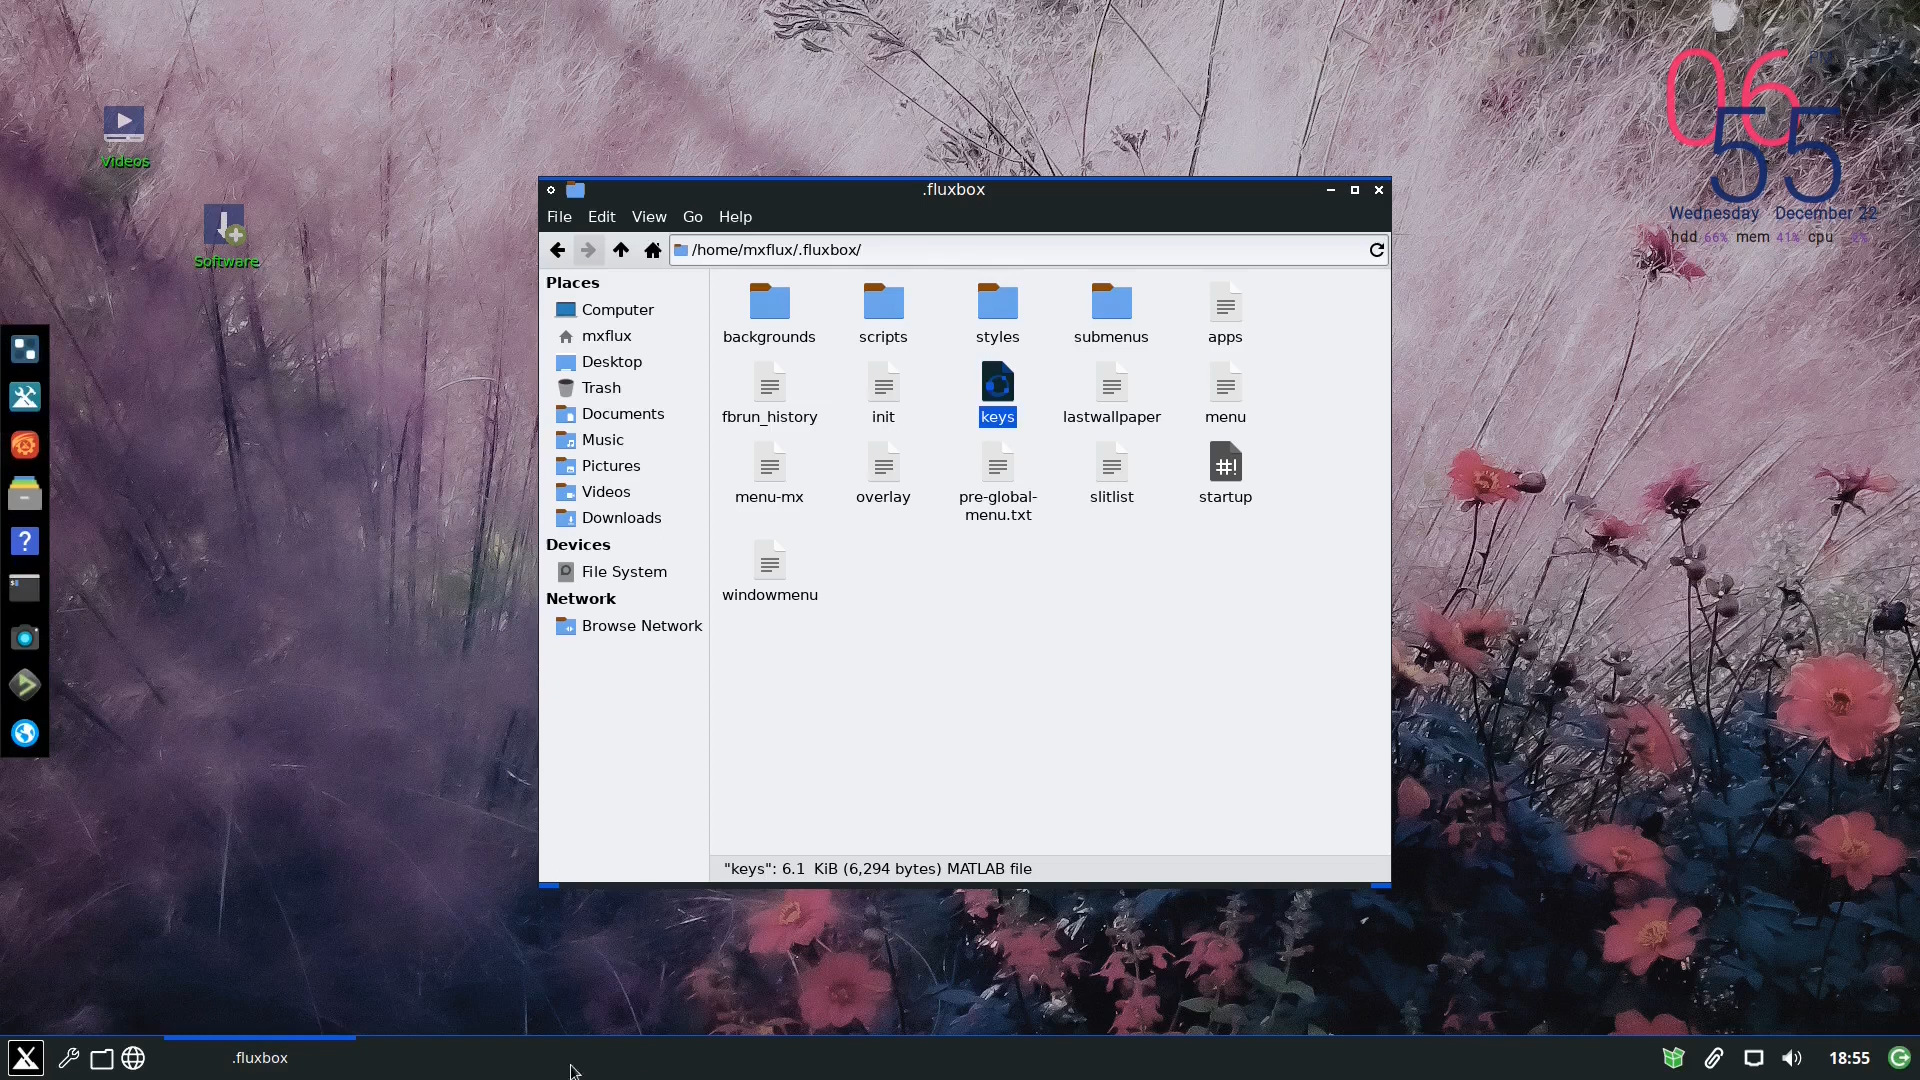 Videos
Software
06 PM
55
Wednesday December 22
hdd 66% mem 41% cpu
.fluxbox
File Edit View Go Help
/home/mxflux/.fluxbox/
Places
Computer
mxflux
Desktop
Trash
Documents
Music
Pictures
Videos
Downloads
Devices
File System
Network
Browse Network
backgrounds
scripts
styles
submenus
apps
fbrun_history
init
keys
lastwallpaper
menu
menu-mx
overlay
pre-global-
menu.txt
slitlist
#!
startup
windowmenu
"keys": 6.1 KiB (6,294 bytes) MATLAB file
?
$
.fluxbox
18:55